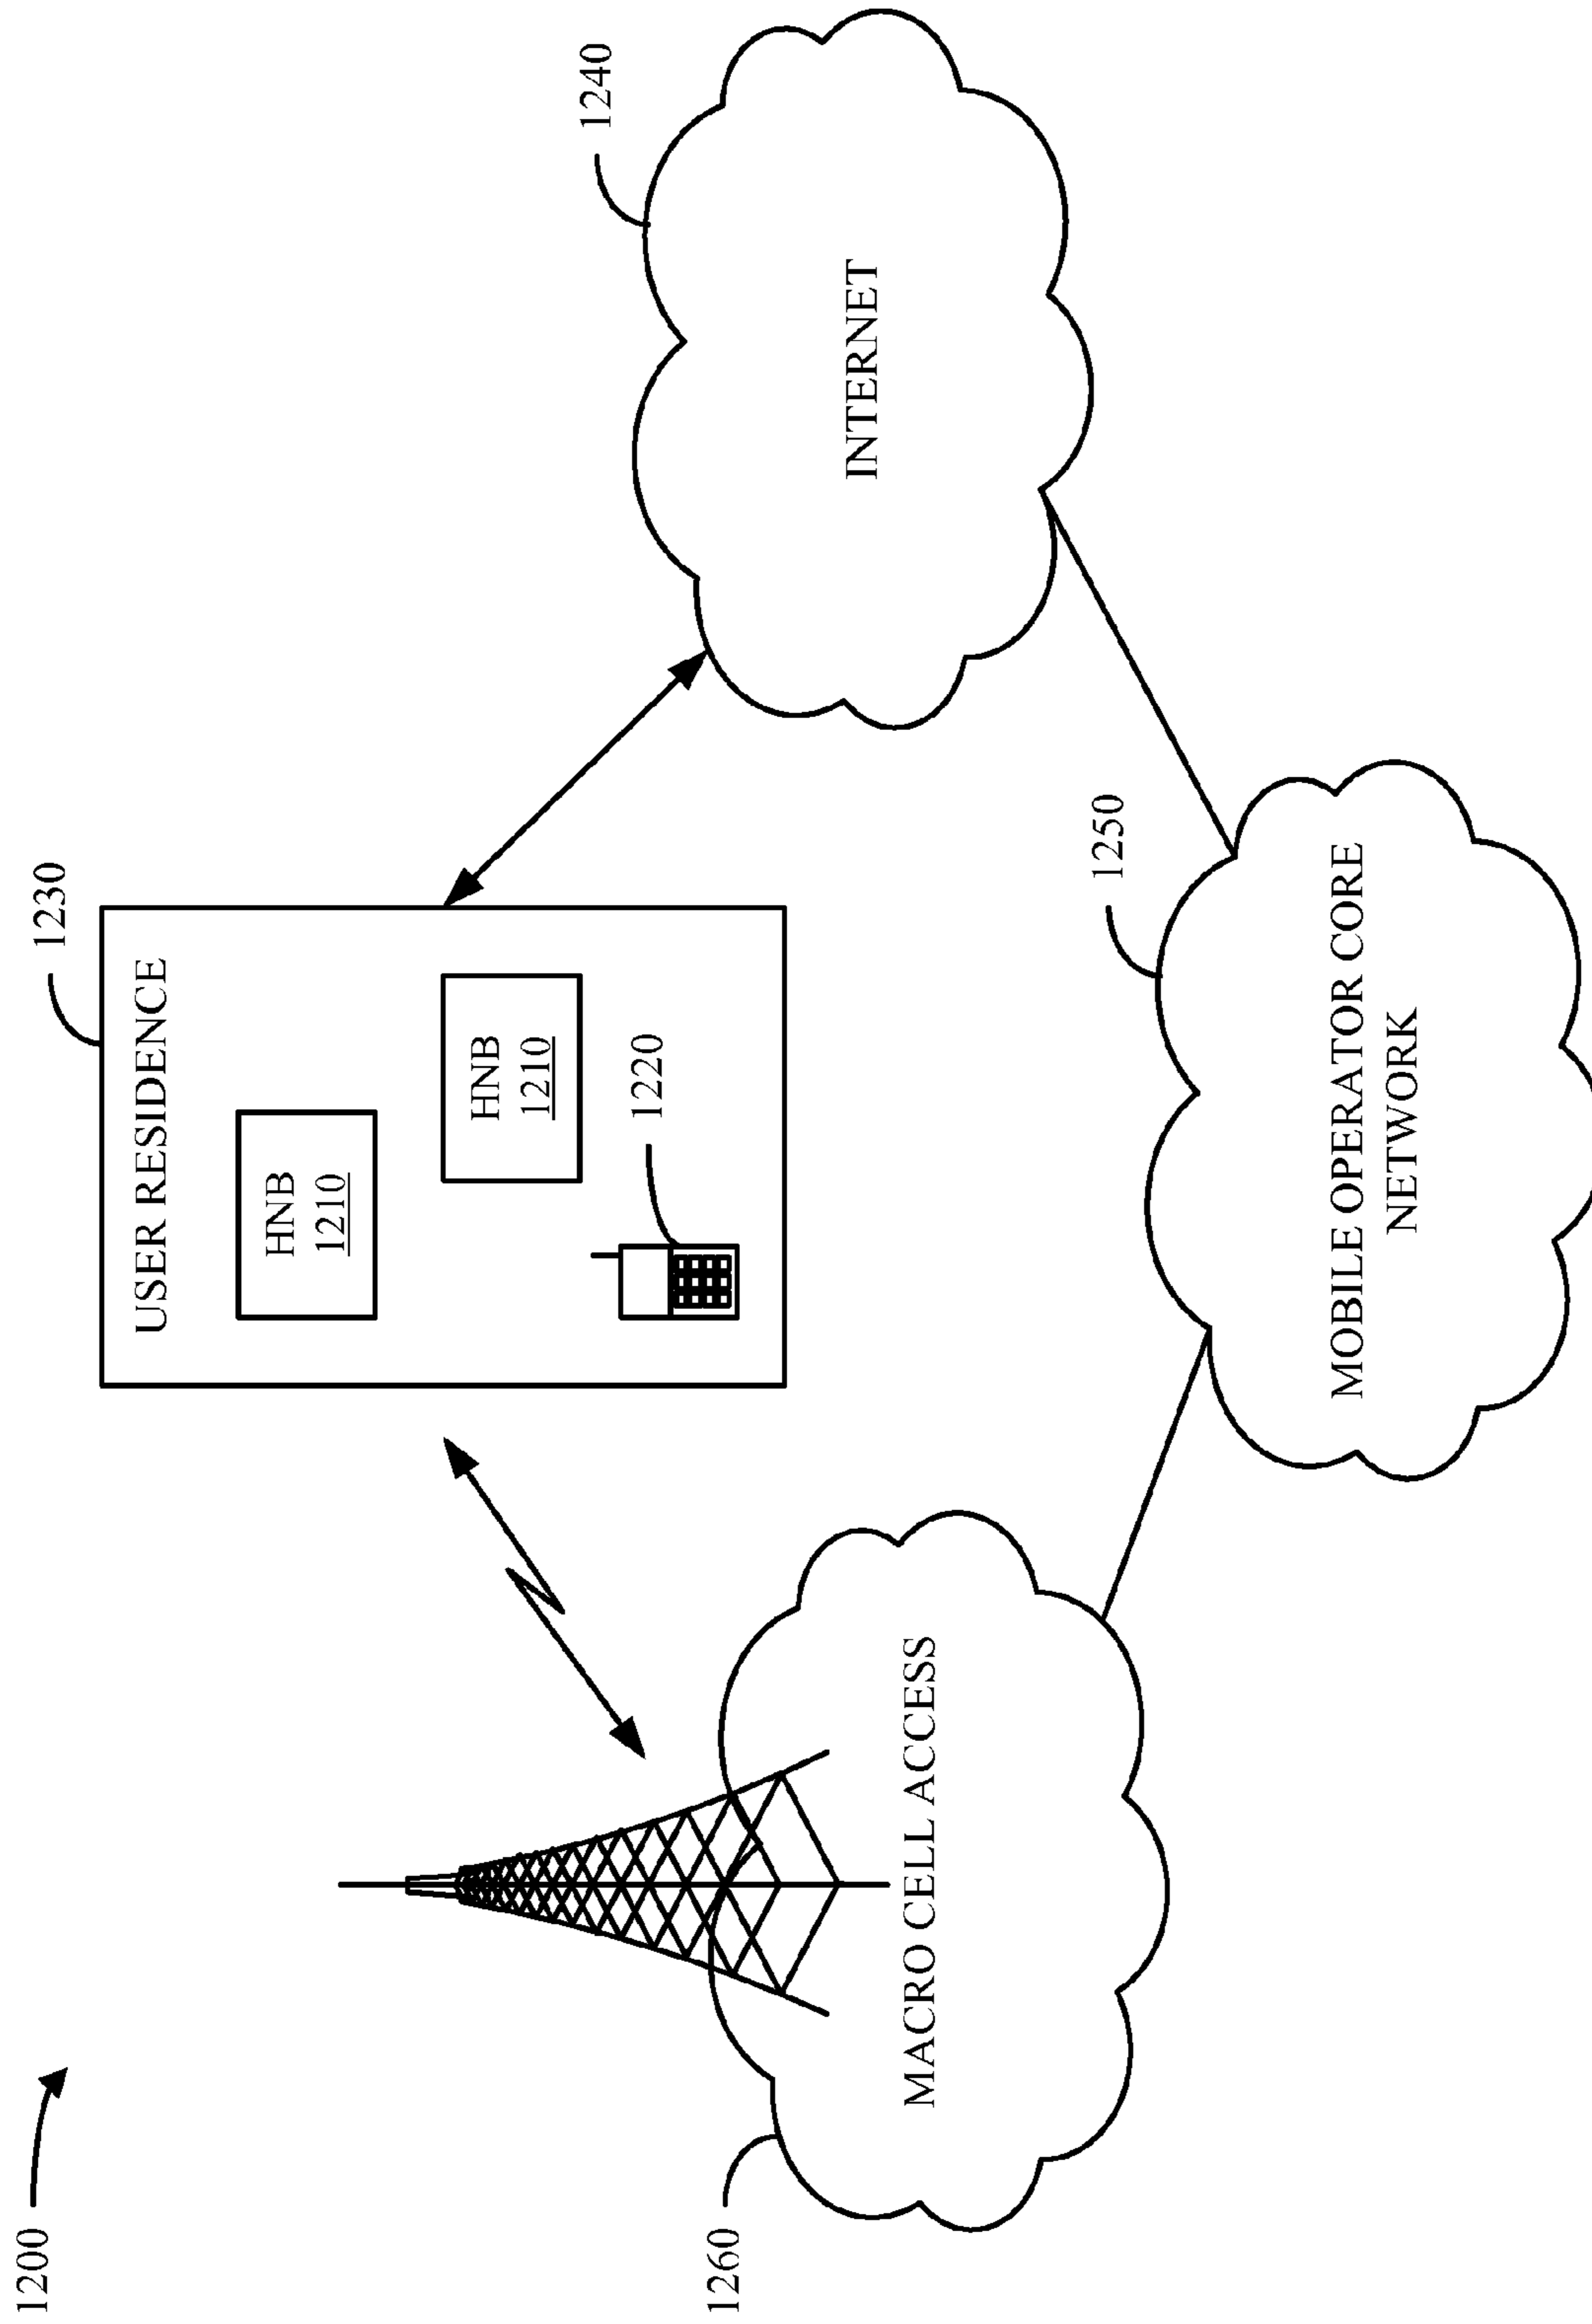 1200
1230
USER RESIDENCE
HNB
1210
HNB
1210
1220
1240
INTERNET
1260
MACRO CELL ACCESS
1250
MOBILE OPERATOR CORE
NETWORK